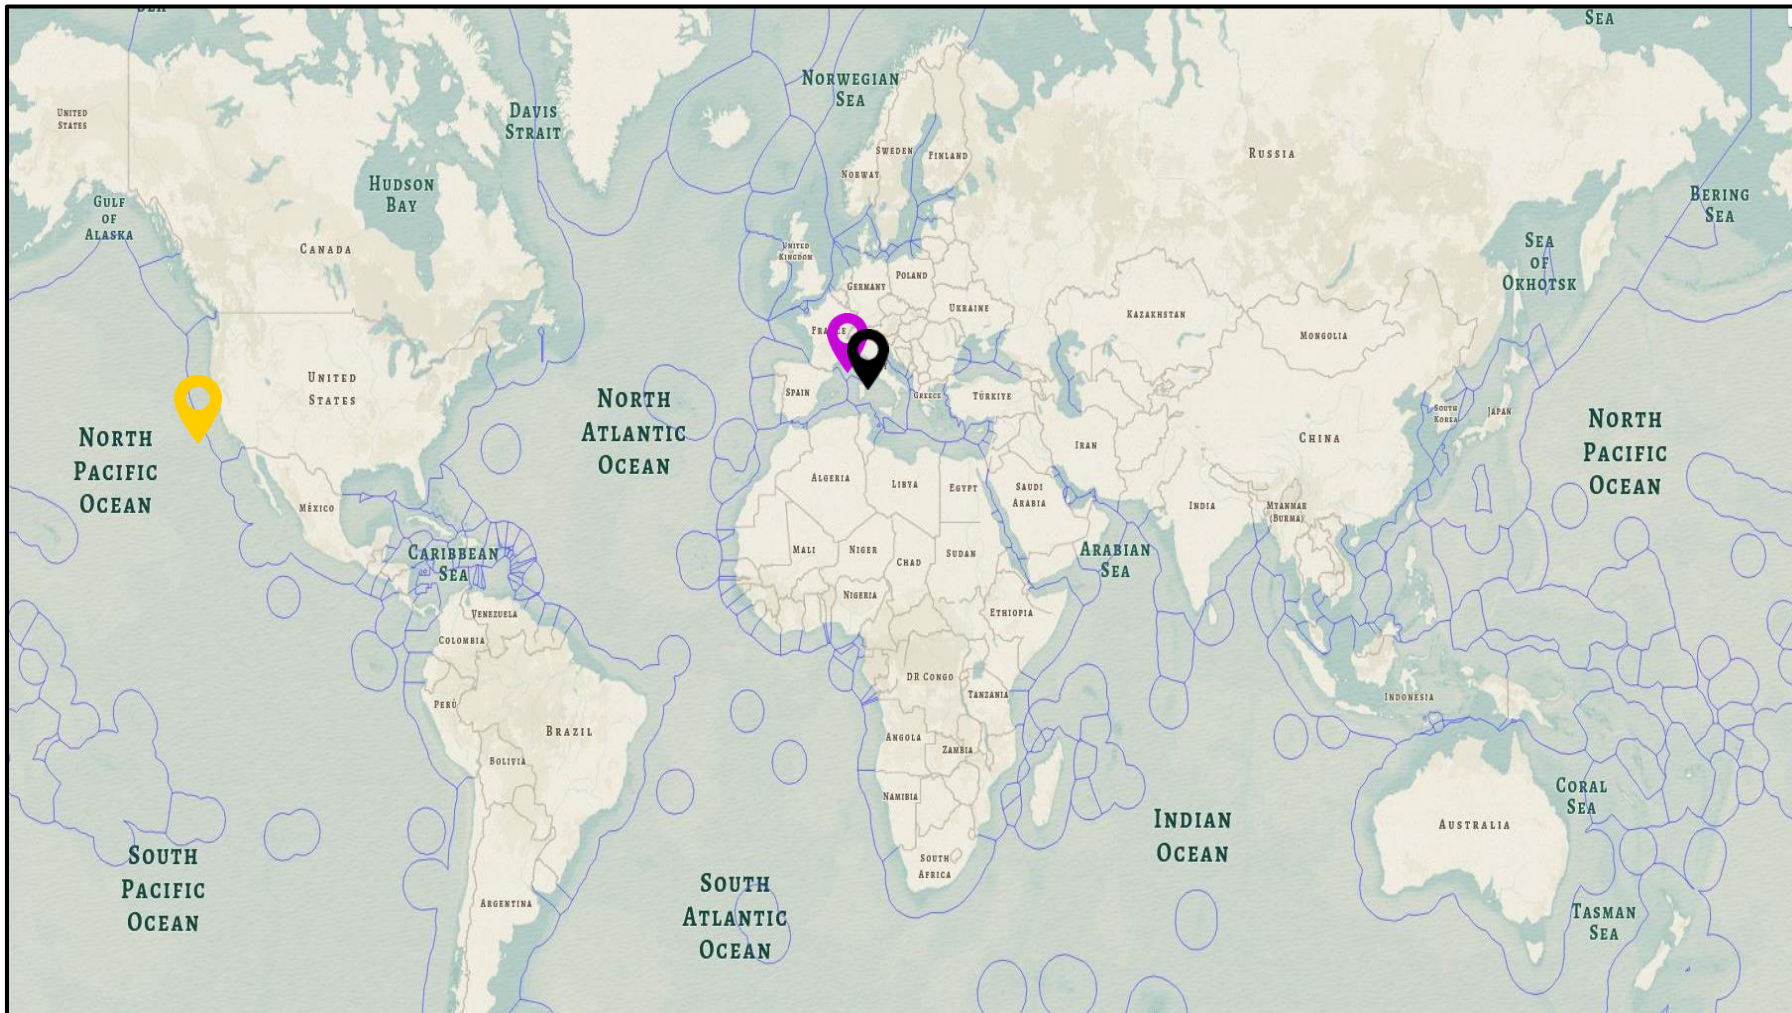 SEA
SEA
NORWEGIAN
SEA
UNITED
STATES
DAVIS
STRAIT
SWEDEN
FINLAND
RUSSIA
NORWAY
HUDSON
BAY
BERING
SEA
GULF
OF
ALASKA
CANADA
UNITED
KINGDOM
SEA
OF
OKHOTSK
POLAND
GERMANY
UKRAINE
KAZAKHSTAN
MONGOLIA
UNITED
STATES
SPAIN
GREECE
TÜRKIYE
SOUTH
KOREA
JAPAN
NORTH
ATLANTIC
OCEAN
NORTH
PACIFIC
OCEAN
IRAN
CHINA
NORTH
PACIFIC
OCEAN
ALGERIA
LIBYA
EGYPT
SAUDI
ARABIA
INDIA
MYANMAR
(BURMA)
MÉXICO
CARIBBEAN
SEA
MALI
NIGER
CHAD
SUDAN
ARABIAN
SEA
NIGERIA
ETHIOPIA
VENEZUELA
COLOMBIA
DR CONGO
TANZANIA
INDONESIA
PERÚ
BRAZIL
ANGOLA
ZAMBIA
BOLIVIA
NAMIBIA
CORAL
SEA
INDIAN
OCEAN
AUSTRALIA
SOUTH
PACIFIC
OCEAN
SOUTH
AFRICA
SOUTH
ATLANTIC
OCEAN
ARGENTINA
TASMAN
SEA